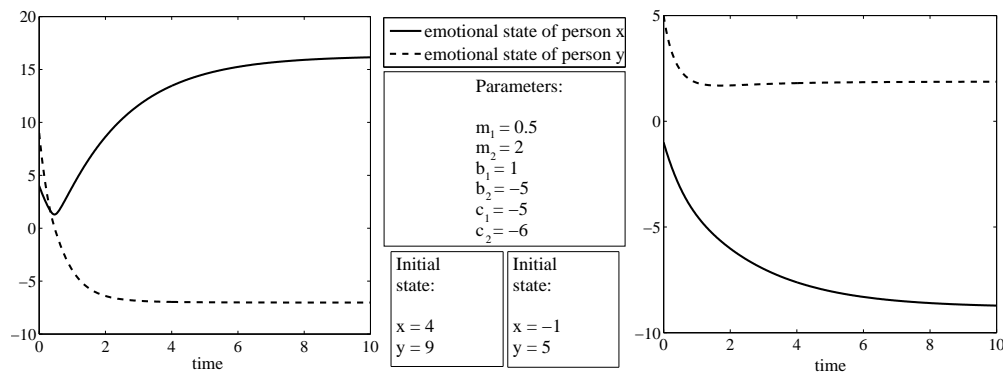 20
15
10
5
0
−5
−10
0 2 4 6 8 10
time
emotional state of person x
emotional state of person y
Parameters:
m1 = 0.5
m2 = 2
b1 = 1
b2 = −5
c1 = −5
c2 = −6
Initial
state:
x = 4
y = 9
Initial
state:
x = −1
y = 5
5
0
−5
−10
0 2 4 6 8 10
time